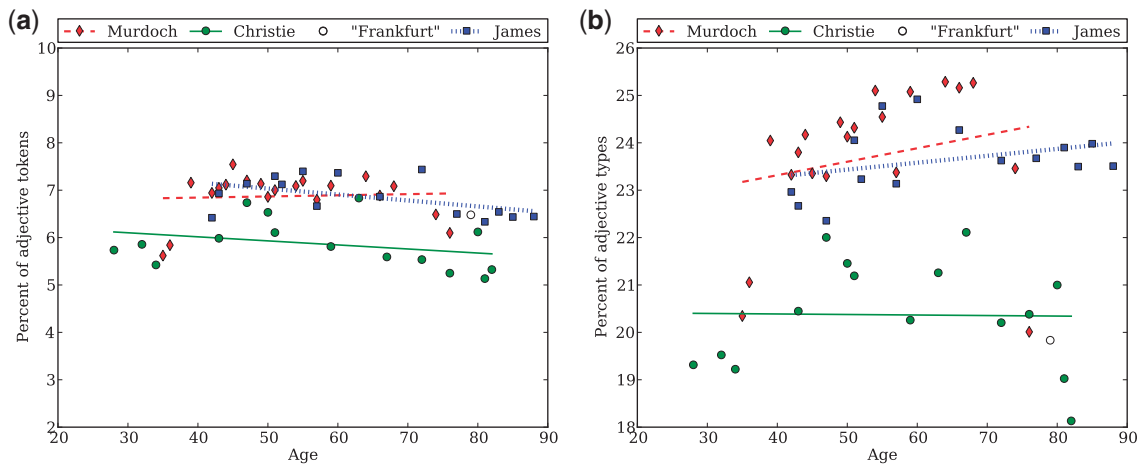 (a)
Murdoch Christie "Frankfurt" James
10
9
8
7
6
5
4
3
2
Percent of adjective tokens
20 30 40 50 60 70 80 90
Age
(b)
Murdoch Christie "Frankfurt" James
26
25
24
23
22
21
20
19
18
Percent of adjective types
20 30 40 50 60 70 80 90
Age